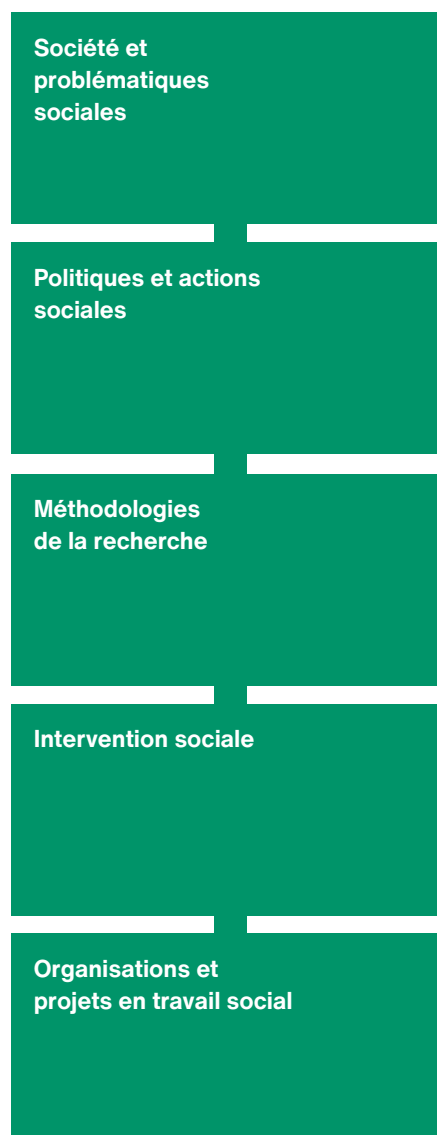 Société et
problématiques
sociales
Politiques et actions
sociales
Méthodologies
de la recherche
Intervention sociale
Organisations et
projets en travail social